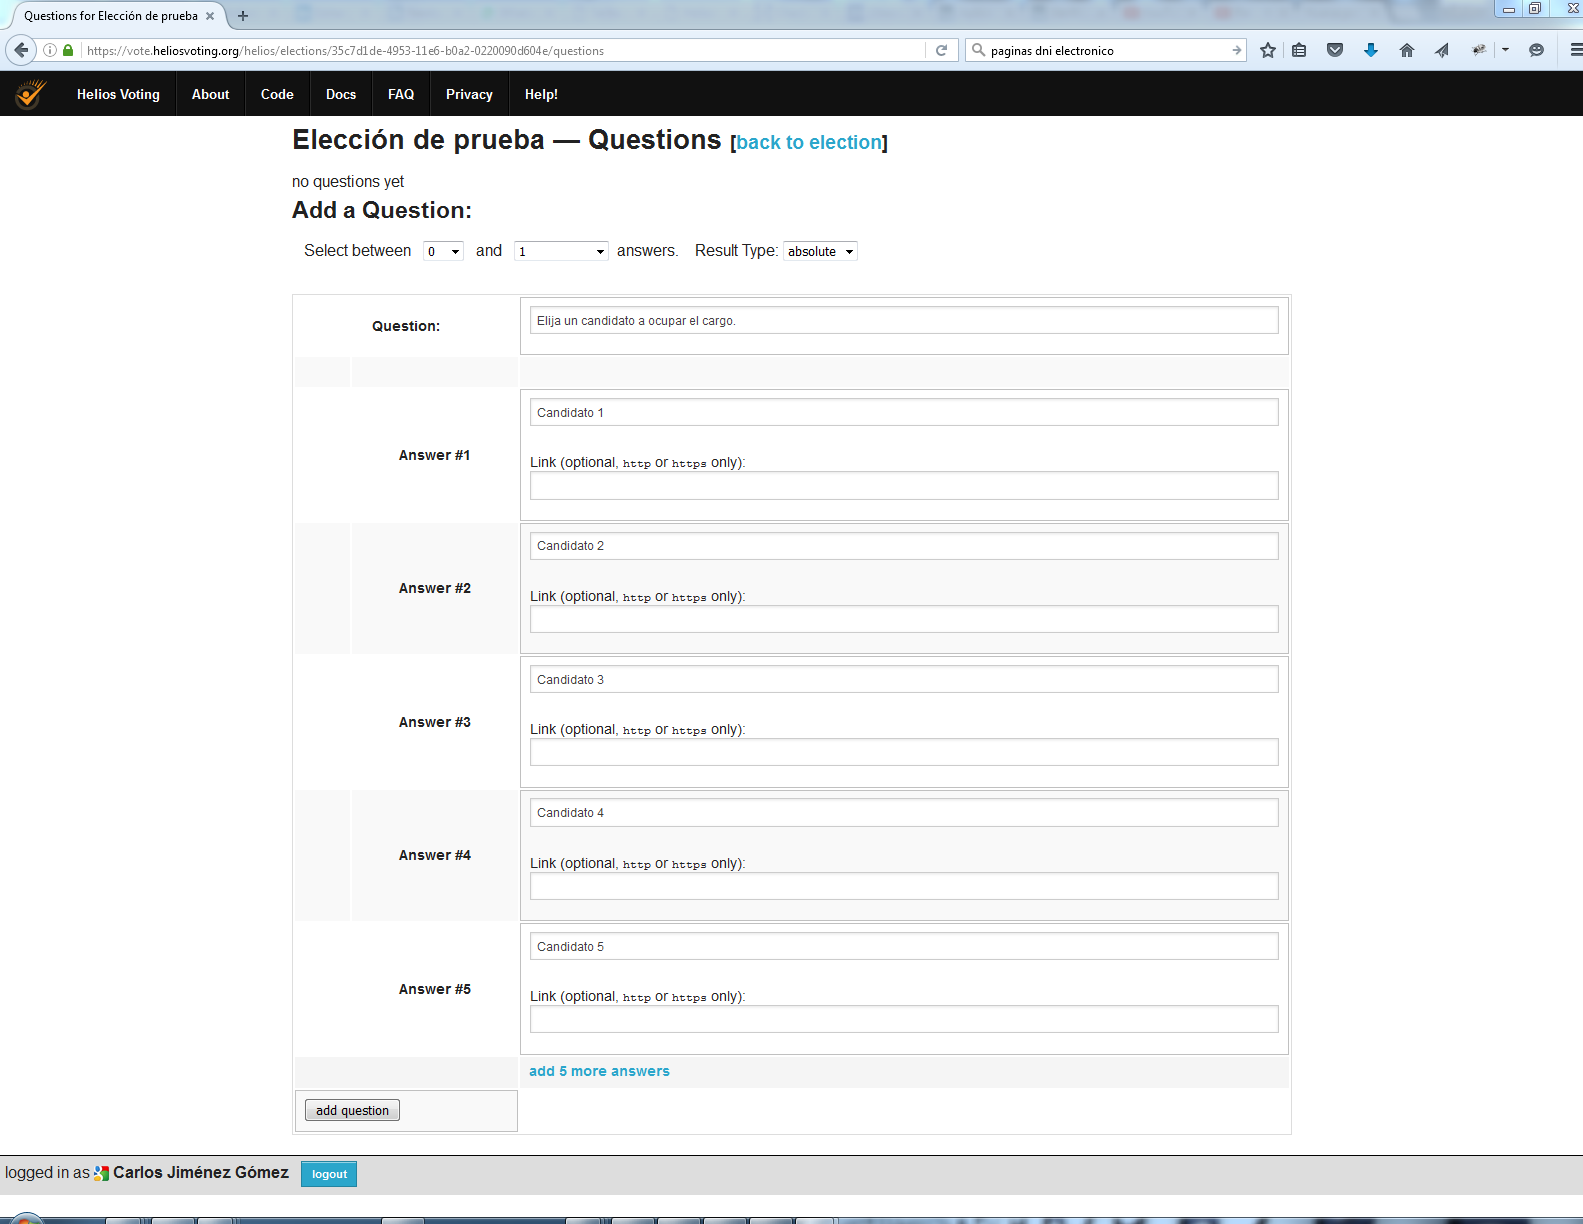 Questions for Elección de prueba
https://vote.heliosvoting.org/helios/elections/35c7d1de-4953-11e6-b0a2-0220090d604e/questions
paginas dni electronico
Helios Voting About Code Docs FAQ Privacy Help!
Elección de prueba — Questions [back to election]
no questions yet
Add a Question:
Select between 0 and 1 answers. Result Type: absolute
Question: Elija un candidato a ocupar el cargo.
Candidato 1
Answer #1
Link (optional, http or https only):
Candidato 2
Answer #2
Link (optional, http or https only):
Candidato 3
Answer #3
Link (optional, http or https only):
Candidato 4
Answer #4
Link (optional, http or https only):
Candidato 5
Answer #5
Link (optional, http or https only):
add 5 more answers
add question
logged in as Carlos Jiménez Gómez logout